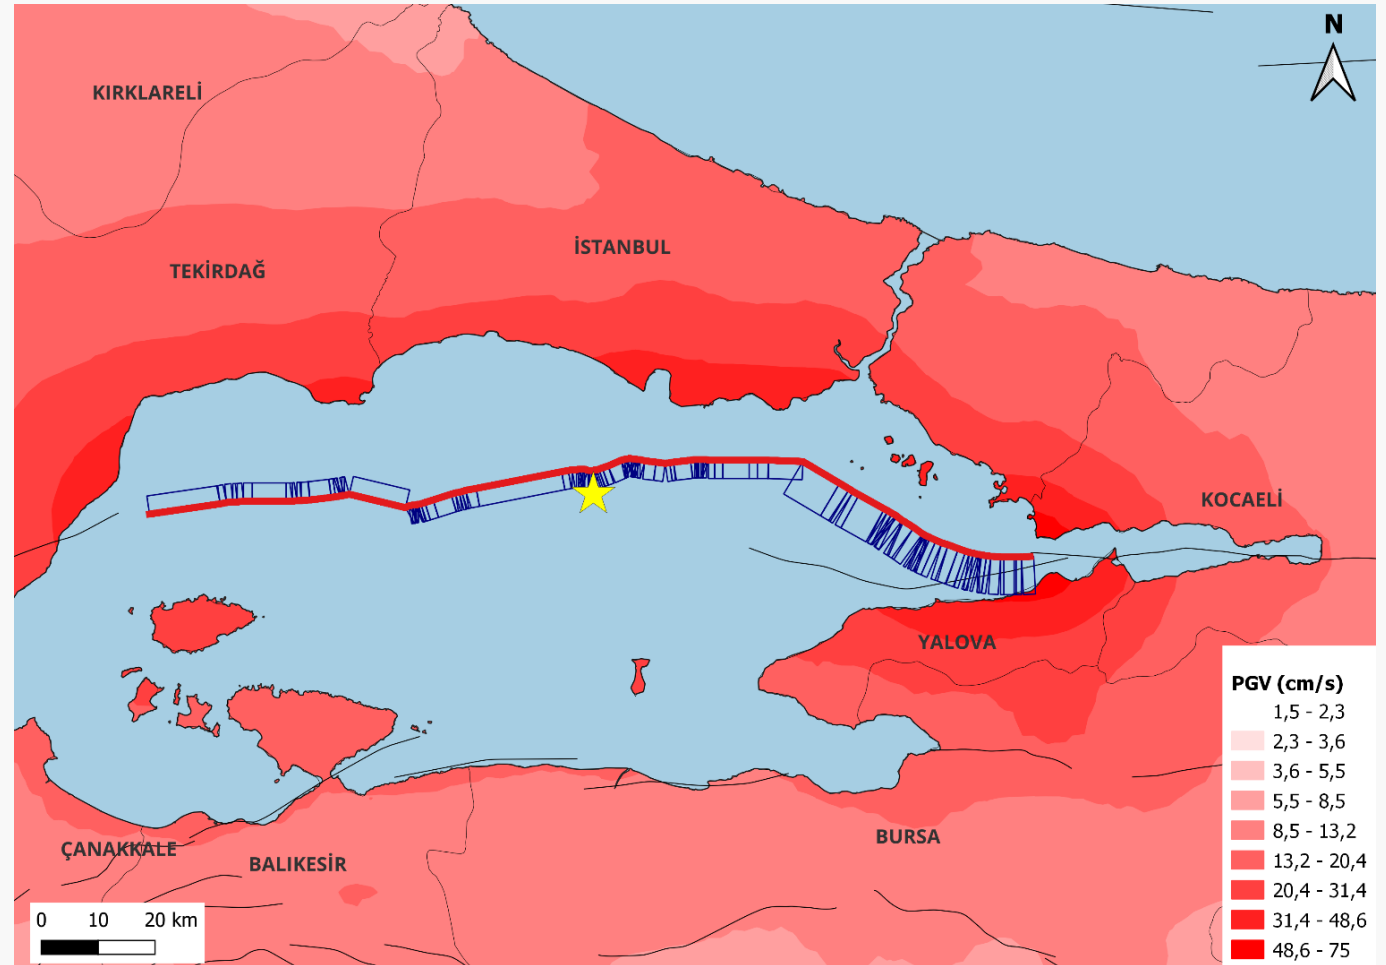 N
KIRKLARELİ
İSTANBUL
TEKİRDAĞ
KOCAELİ
YALOVA
BURSA
ÇANAKKALE
BALIKESİR
0 10 20 km
PGV (cm/s)
1,5 - 2,3
2,3 - 3,6
3,6 - 5,5
5,5 - 8,5
8,5 - 13,2
13,2 - 20,4
20,4 - 31,4
31,4 - 48,6
48,6 - 75